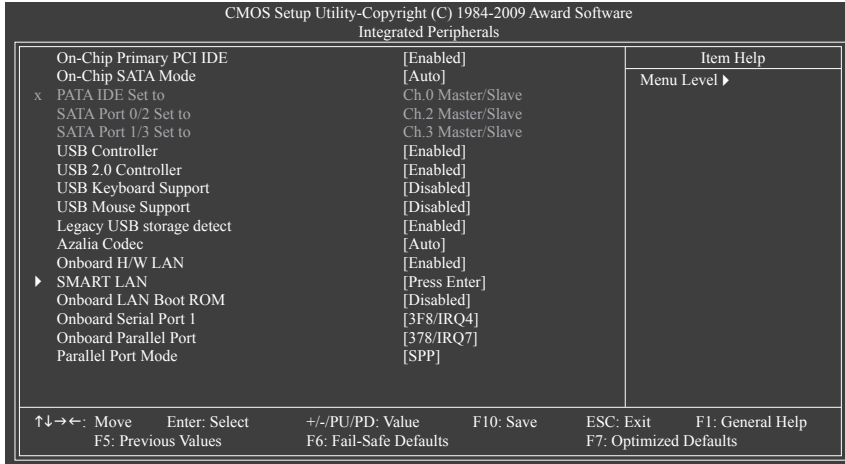 CMOS Setup Utility-Copyright (C) 1984-2009 Award Software
Integrated Peripherals
On-Chip Primary PCI IDE [Enabled] Item Help
On-Chip SATA Mode [Auto] Menu Level ▶
x PATA IDE Set to Ch.0 Master/Slave
SATA Port 0/2 Set to Ch.2 Master/Slave
SATA Port 1/3 Set to Ch.3 Master/Slave
USB Controller [Enabled]
USB 2.0 Controller [Enabled]
USB Keyboard Support [Disabled]
USB Mouse Support [Disabled]
Legacy USB storage detect [Enabled]
Azalia Codec [Auto]
Onboard H/W LAN [Enabled]
▶ SMART LAN [Press Enter]
Onboard LAN Boot ROM [Disabled]
Onboard Serial Port 1 [3F8/IRQ4]
Onboard Parallel Port [378/IRQ7]
Parallel Port Mode [SPP]
↑↓→←: Move Enter: Select +/-/PU/PD: Value F10: Save ESC: Exit F1: General Help
F5: Previous Values F6: Fail-Safe Defaults F7: Optimized Defaults